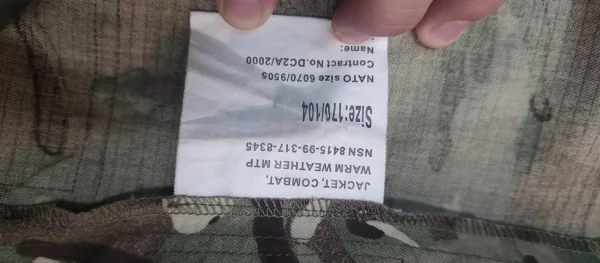 JACKET, COMBAT,
WARM WEATHER MTP
NSN 8415-99-317-8345
Size:170/104
NATO size 6070/9505
Contract No.DC2A/2000
Name: